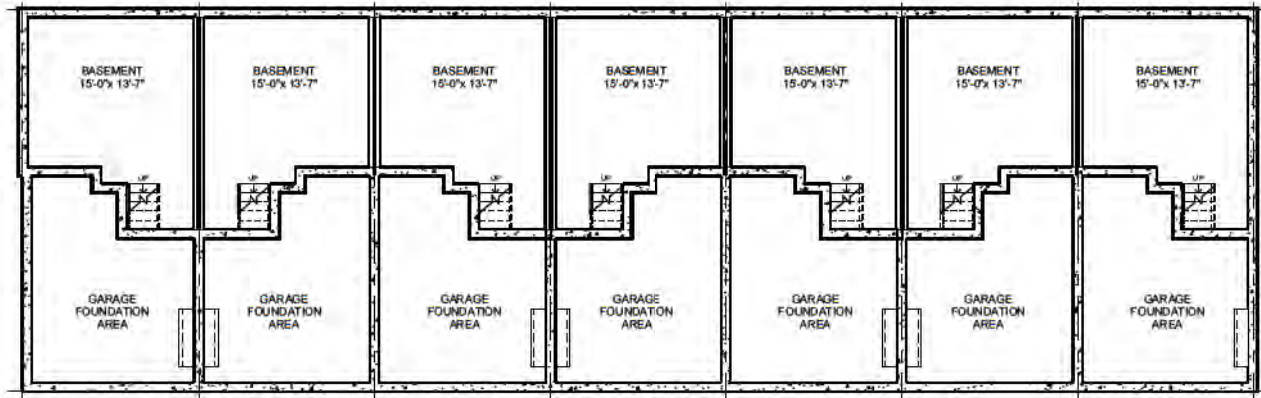 BASEMENT
15'-0"x 13'-7"
BASEMENT
15'-0"x 13'-7"
BASEMENT
15'-0"x 13'-7"
BASEMENT
15'-0"x 13'-7"
BASEMENT
15'-0"x 13'-7"
BASEMENT
15'-0"x 13'-7"
BASEMENT
15'-0"x 13'-7"
UP
UP
UP
UP
UP
UP
UP
GARAGE
FOUNDATION
AREA
GARAGE
FOUNDATION
AREA
GARAGE
FOUNDATION
AREA
GARAGE
FOUNDATION
AREA
GARAGE
FOUNDATION
AREA
GARAGE
FOUNDATION
AREA
GARAGE
FOUNDATION
AREA